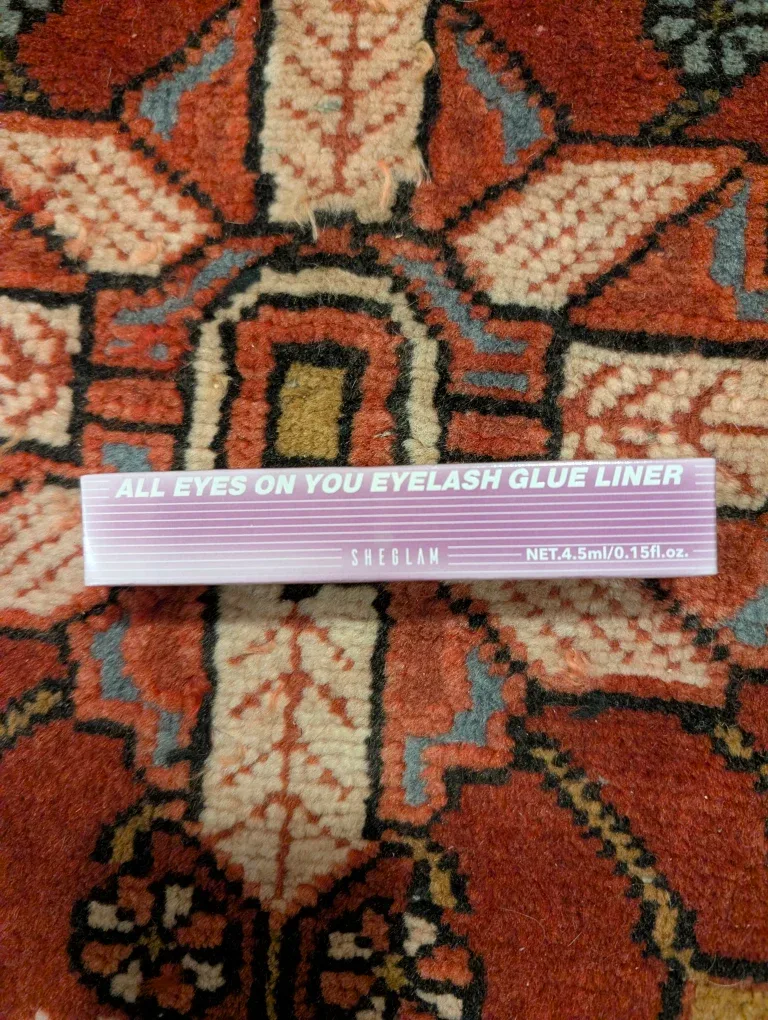 ALL EYES ON YOU EYELASH GLUE LINER
SHEGLAM
NET.4.5ml/0.15fl.oz.